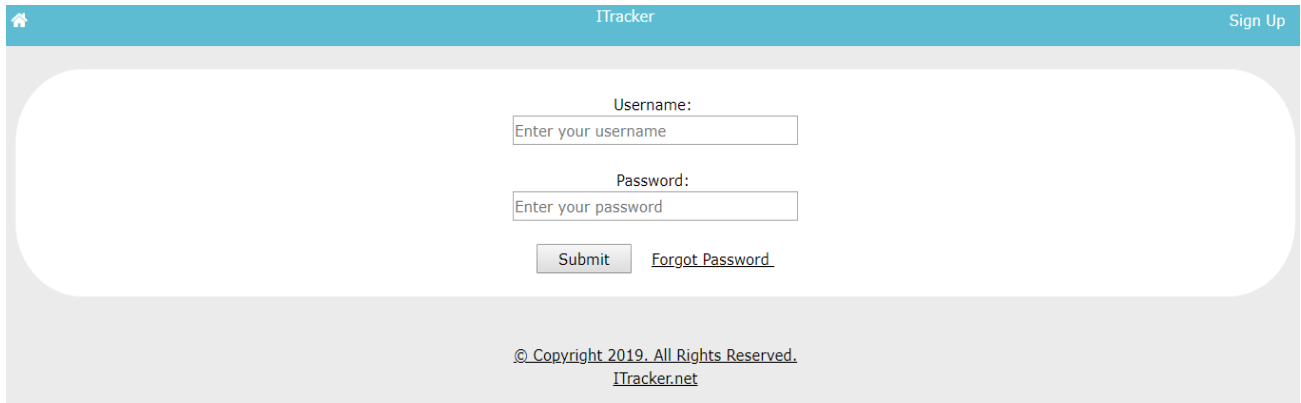 ITracker
Sign Up
Username:
Enter your username
Password:
Enter your password
Submit Forgot Password
© Copyright 2019. All Rights Reserved.
ITracker.net